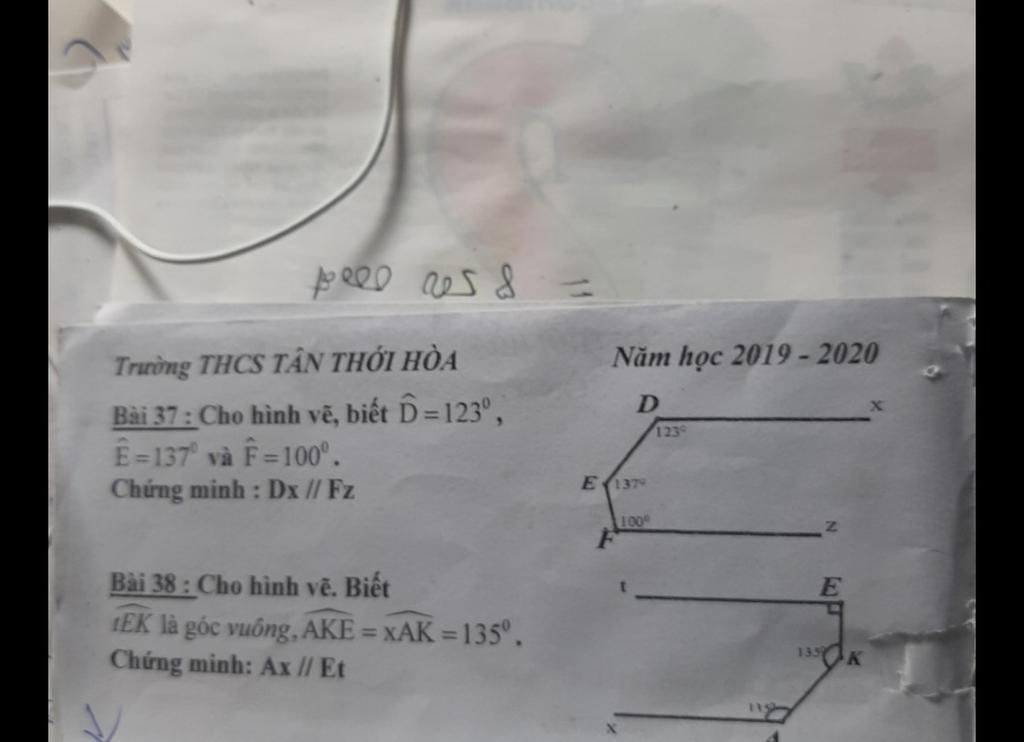 Trường THCS TÂN THỚI HÒA
Năm học 2019 - 2020
Bài 37 : Cho hình vẽ, biết D̂ = 123⁰ ,
Ê = 137⁰ và F̂ = 100⁰ .
Chứng minh : Dx // Fz
D
x
123⁰
E
137⁰
100⁰
F
z
Bài 38 : Cho hình vẽ. Biết
tEK là góc vuông, AKE = xAK = 135⁰ .
Chứng minh: Ax // Et
t
E
135⁰
K
x
A